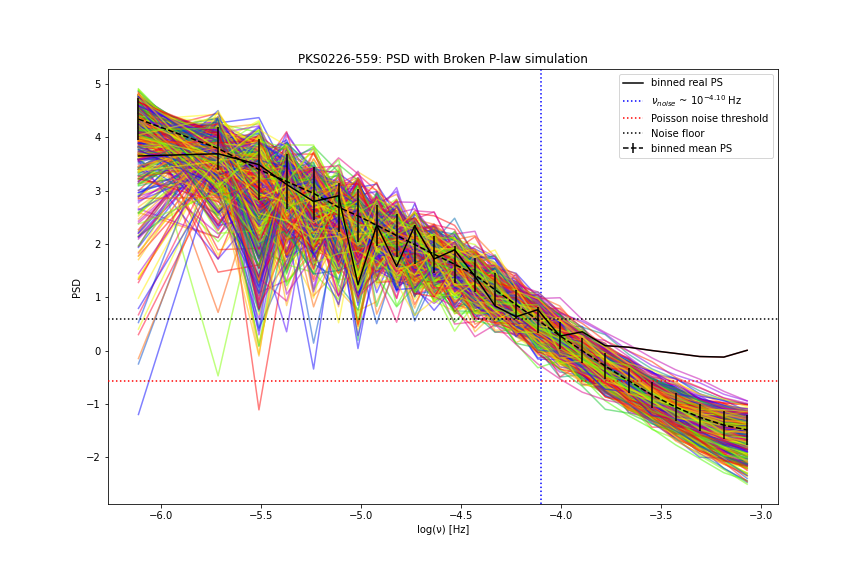 PKS0226-559: PSD with Broken P-law simulation
binned real PS
ν_noise ~ 10^−4.10 Hz
Poisson noise threshold
Noise floor
binned mean PS
PSD
5
4
3
2
1
0
−1
−2
−6.0 −5.5 −5.0 −4.5 −4.0 −3.5 −3.0
log(ν) [Hz]